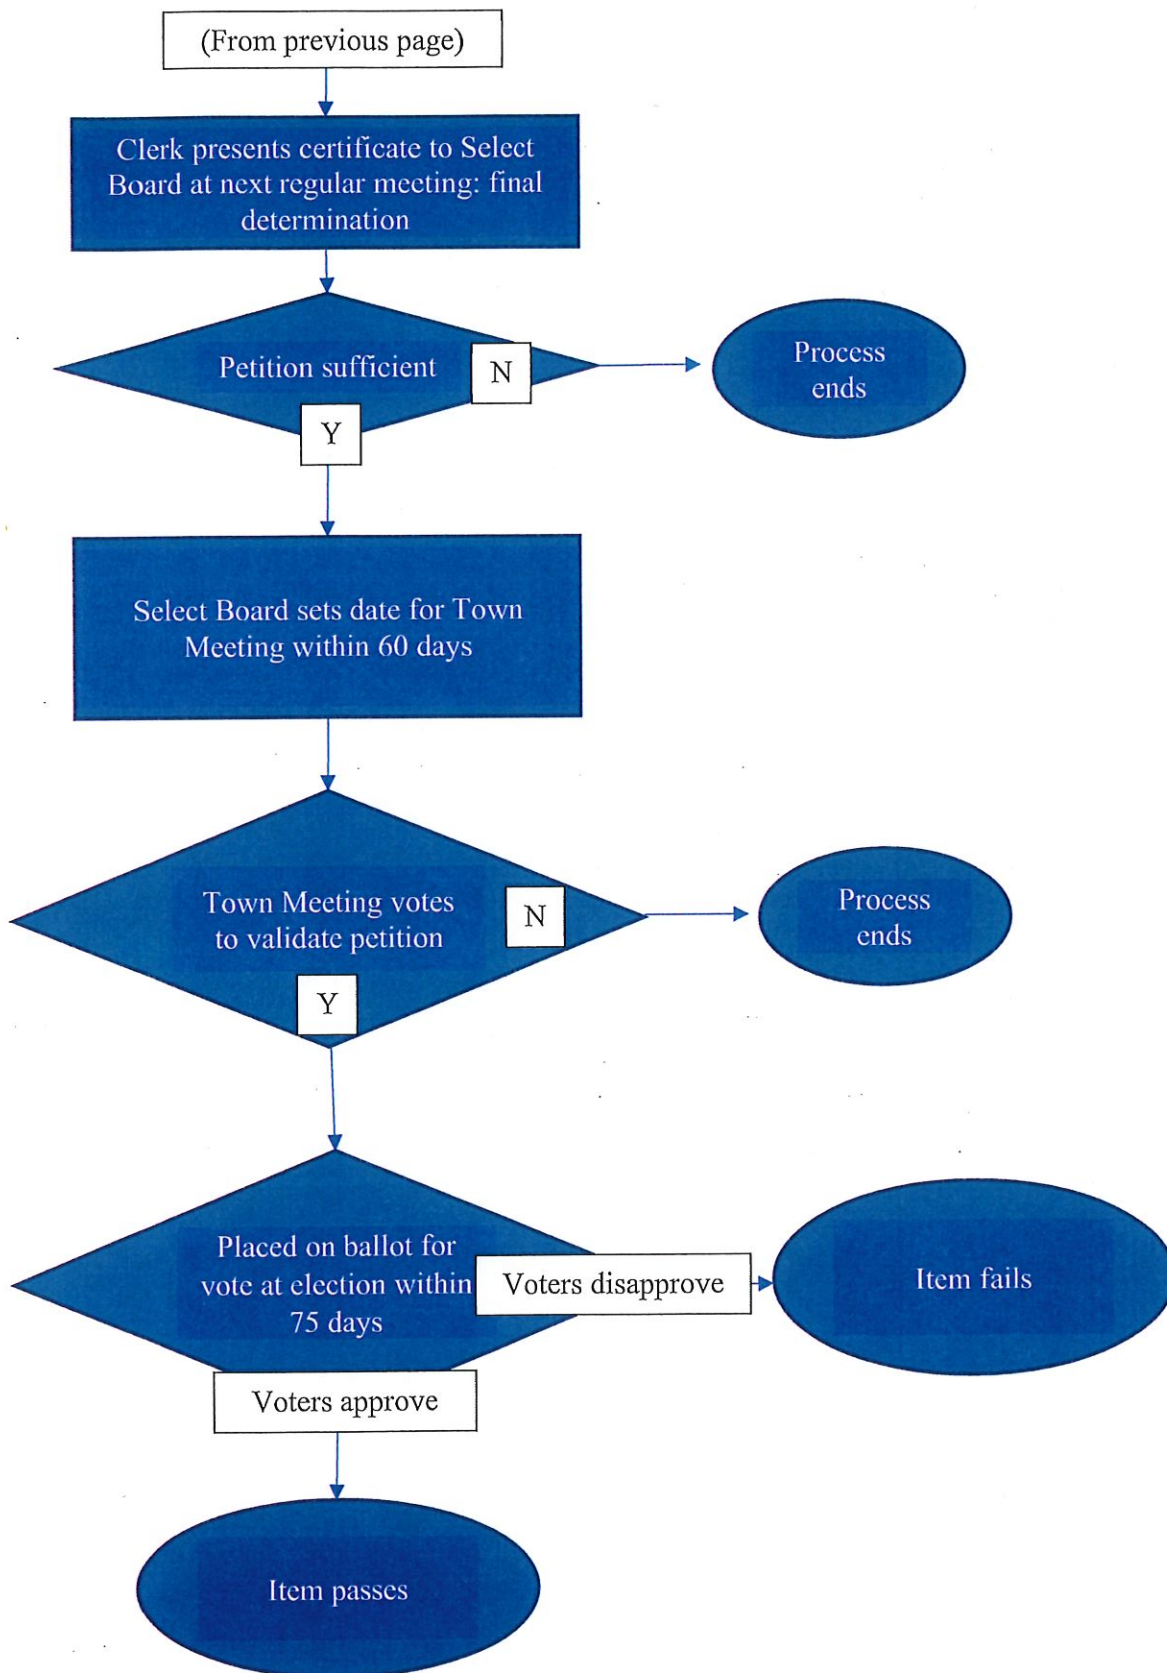 (From previous page)
Clerk presents certificate to Select
Board at next regular meeting: final
determination
Petition sufficient
N
Process
ends
Y
Select Board sets date for Town
Meeting within 60 days
Town Meeting votes
to validate petition
N
Process
ends
Y
Placed on ballot for
vote at election within
75 days
Voters disapprove
Item fails
Voters approve
Item passes